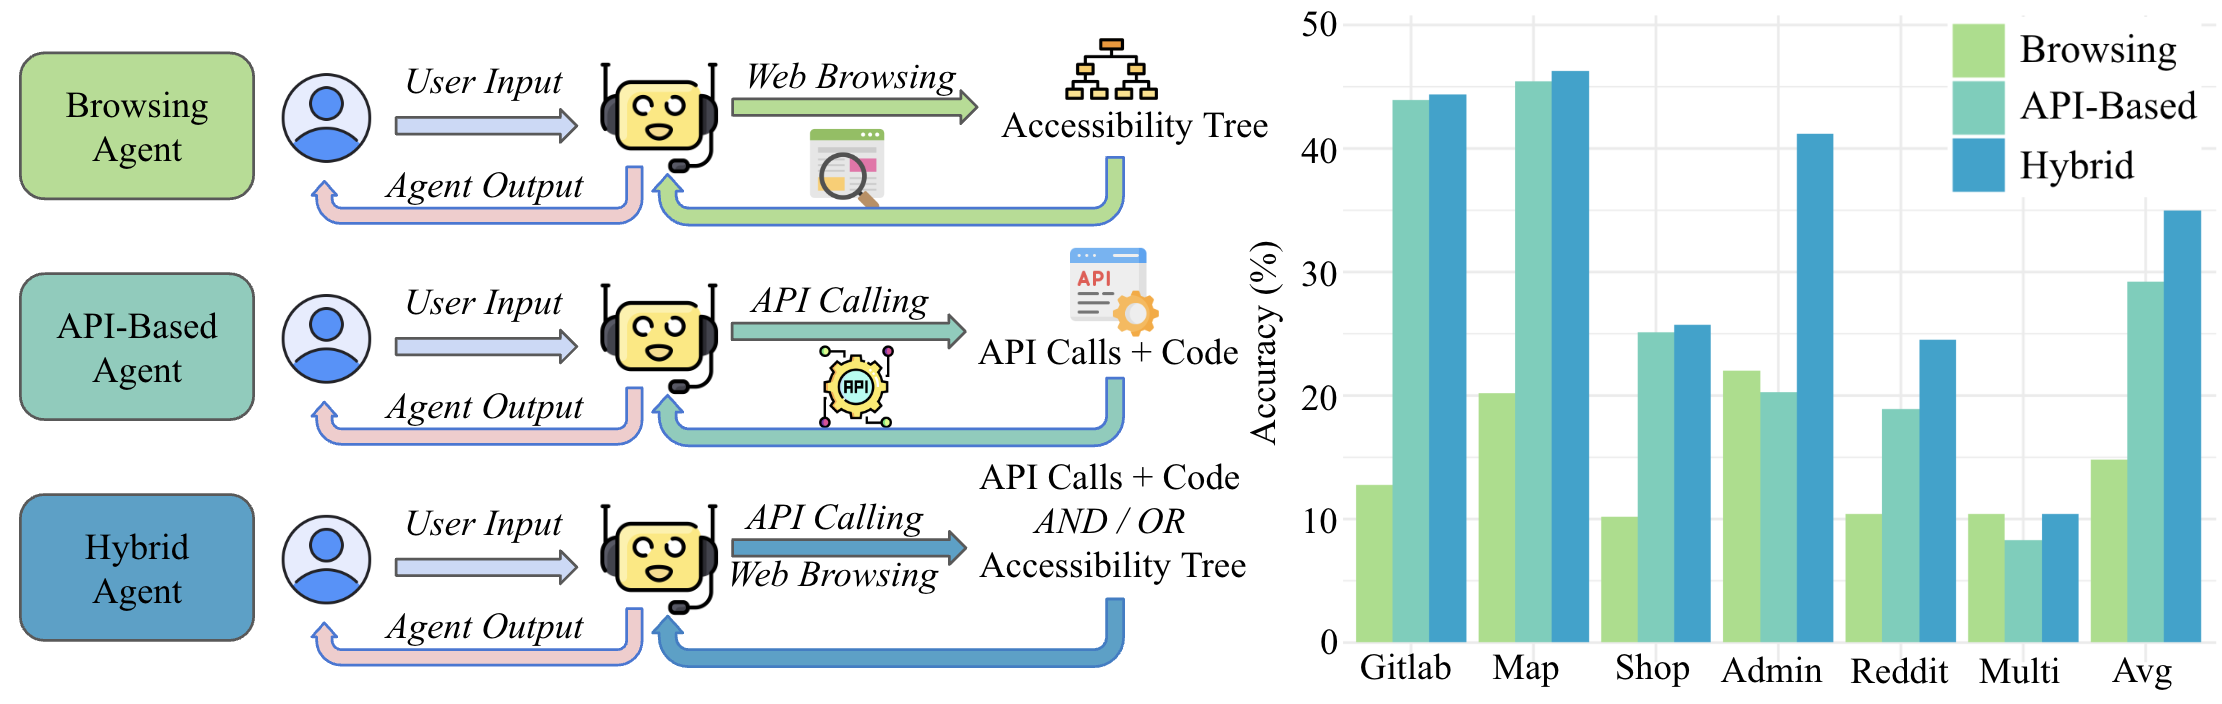 Browsing
Agent
User Input
Agent Output
Web Browsing
Accessibility Tree
API-Based
Agent
User Input
Agent Output
API Calling
API
API
API Calls + Code
Hybrid
Agent
User Input
Agent Output
API Calling
Web Browsing
API Calls + Code
AND / OR
Accessibility Tree
Accuracy (%)
50
40
30
20
10
0
Browsing
API-Based
Hybrid
Gitlab
Map
Shop
Admin
Reddit
Multi
Avg